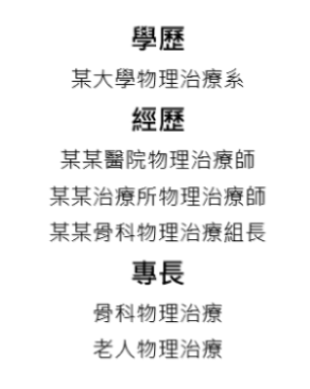 學歷
某大學物理治療系
經歷
某某醫院物理治療師
某某治療所物理治療師
某某骨科物理治療組長
專長
骨科物理治療
老人物理治療